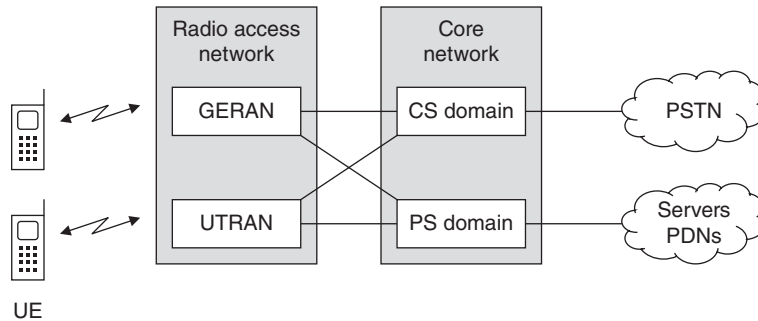 Radio access
network
Core
network
GERAN
CS domain
PSTN
UTRAN
PS domain
Servers
PDNs
UE